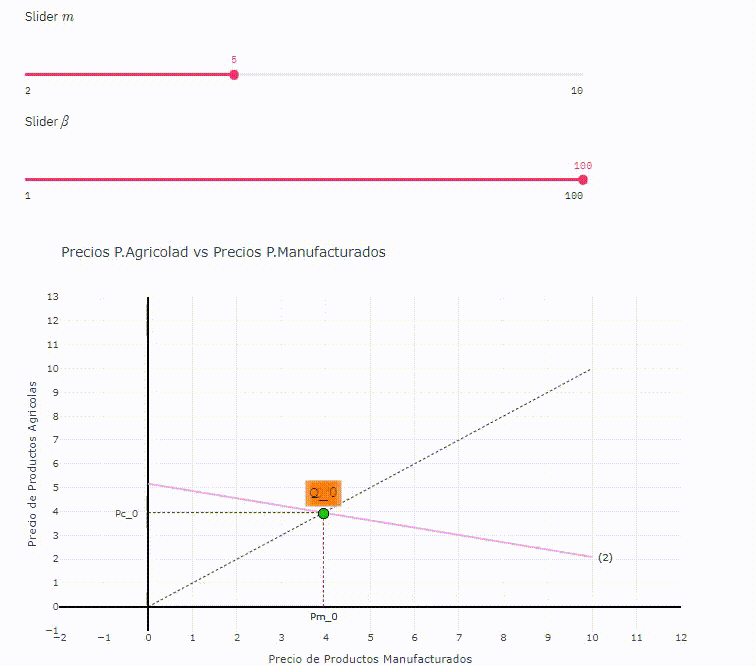 Slider m
5
2 10
Slider β
100
1 100
Precios P.Agricolad vs Precios P.Manufacturados
13
12
11
10
9
8
7
6
5
4
3
2
1
0
−1
Precio de Productos Agricolas
Q_0
Pc_0
(2)
Pm_0
−2 −1 0 1 2 3 4 5 6 7 8 9 10 11 12
Precio de Productos Manufacturados